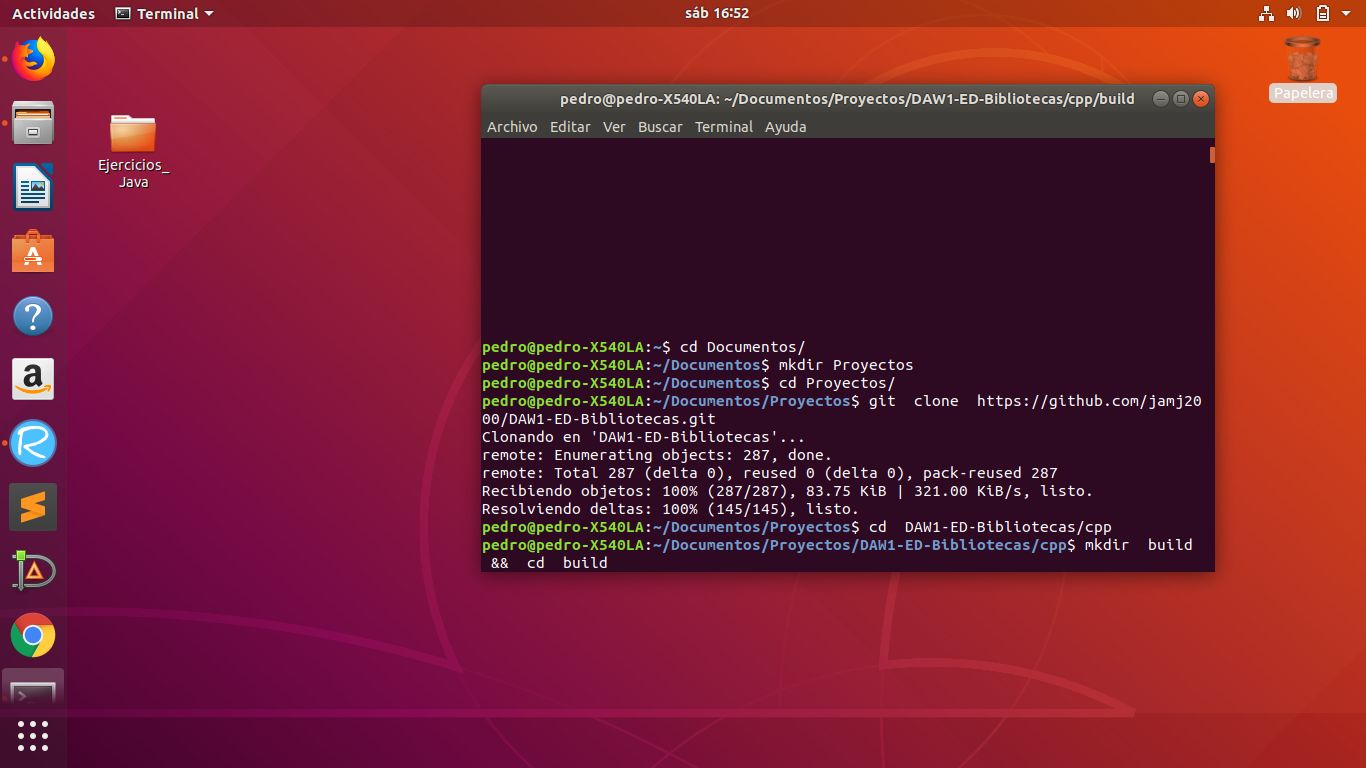 Actividades
Terminal
sáb 16:52
Papelera
Ejercicios_
Java
pedro@pedro-X540LA: ~/Documentos/Proyectos/DAW1-ED-Bibliotecas/cpp/build
Archivo Editar Ver Buscar Terminal Ayuda
pedro@pedro-X540LA:~$ cd Documentos/
pedro@pedro-X540LA:~/Documentos$ mkdir Proyectos
pedro@pedro-X540LA:~/Documentos$ cd Proyectos/
pedro@pedro-X540LA:~/Documentos/Proyectos$ git  clone  https://github.com/jamj20
00/DAW1-ED-Bibliotecas.git
Clonando en 'DAW1-ED-Bibliotecas'...
remote: Enumerating objects: 287, done.
remote: Total 287 (delta 0), reused 0 (delta 0), pack-reused 287
Recibiendo objetos: 100% (287/287), 83.75 KiB | 321.00 KiB/s, listo.
Resolviendo deltas: 100% (145/145), listo.
pedro@pedro-X540LA:~/Documentos/Proyectos$ cd  DAW1-ED-Bibliotecas/cpp
pedro@pedro-X540LA:~/Documentos/Proyectos/DAW1-ED-Bibliotecas/cpp$ mkdir  build
 &&  cd  build